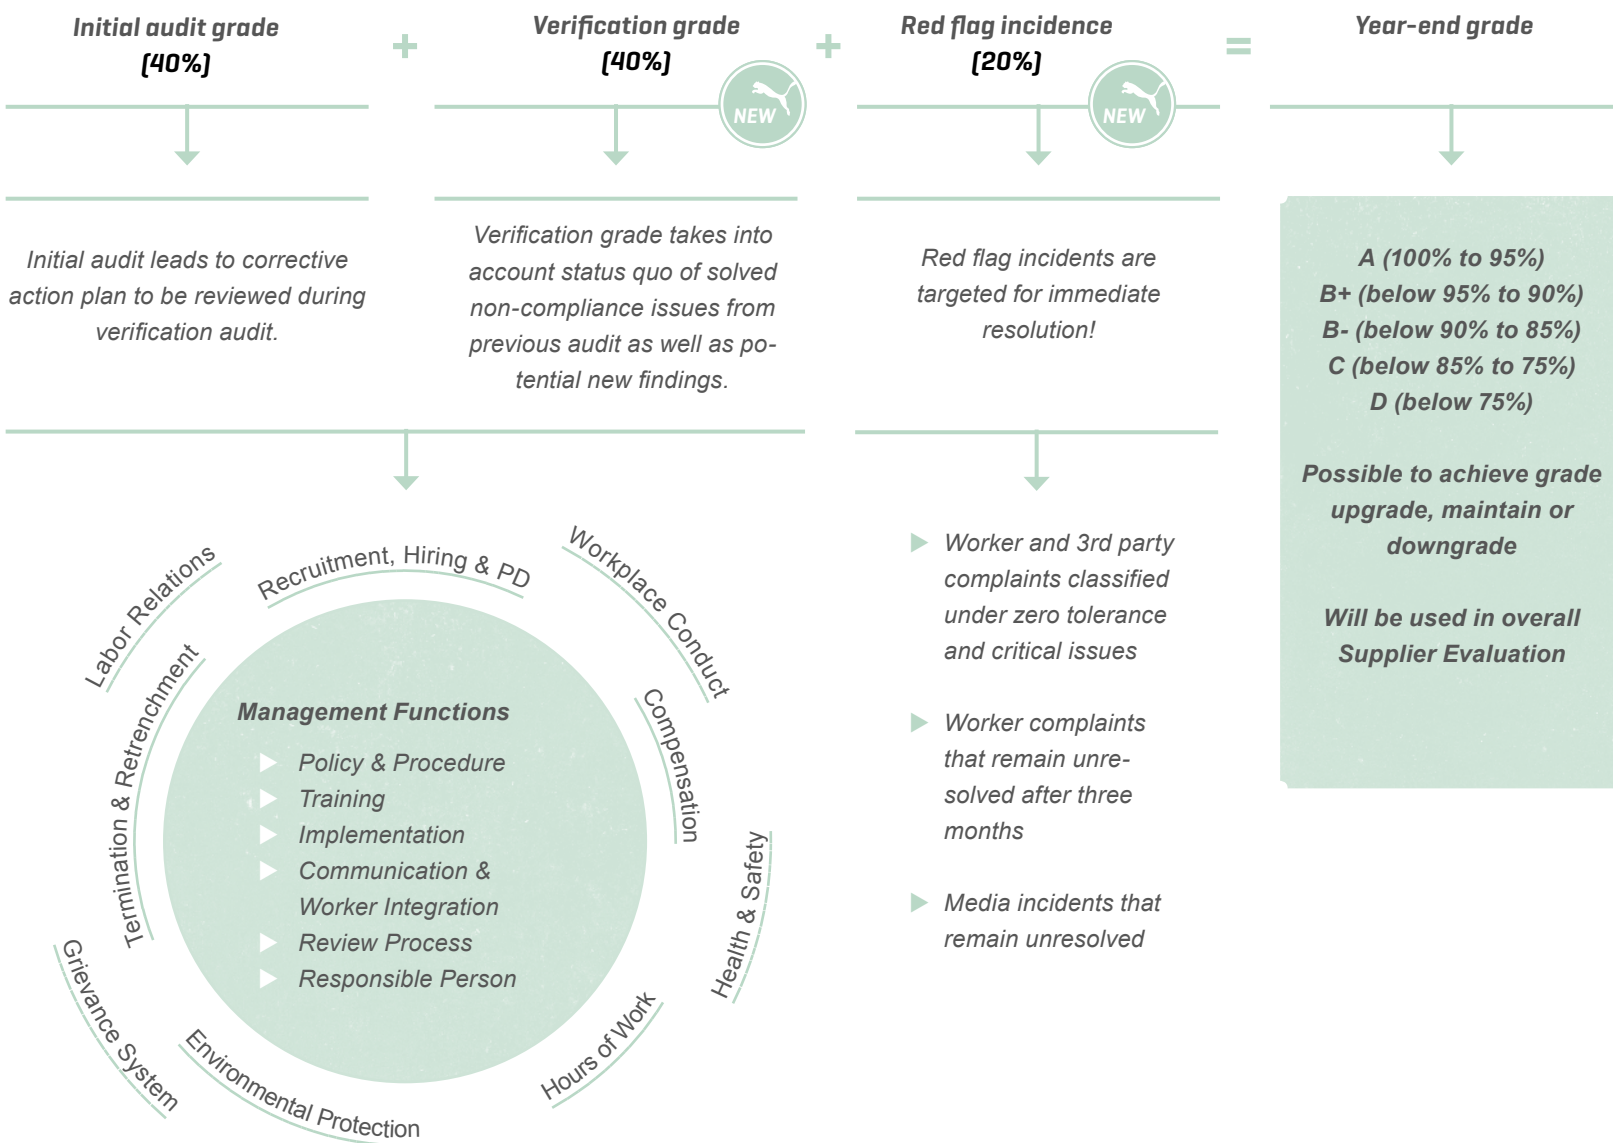 Initial audit grade
(40%)
+
Verification grade
(40%)
+
Red flag incidence
(20%)
=
Year-end grade
NEW
NEW
Initial audit leads to corrective
action plan to be reviewed during
verification audit.
Verification grade takes into
account status quo of solved
non-compliance issues from
previous audit as well as po-
tential new findings.
Red flag incidents are
targeted for immediate
resolution!
A (100% to 95%)
B+ (below 95% to 90%)
B- (below 90% to 85%)
C (below 85% to 75%)
D (below 75%)
Possible to achieve grade
upgrade, maintain or
downgrade
Will be used in overall
Supplier Evaluation
Labor Relations
Recruitment, Hiring & PD
Workplace Conduct
Termination & Retrenchment
Compensation
Health & Safety
Grievance System
Environmental Protection
Hours of Work
Management Functions
Policy & Procedure
Training
Implementation
Communication &
Worker Integration
Review Process
Responsible Person
Worker and 3rd party
complaints classified
under zero tolerance
and critical issues
Worker complaints
that remain unre-
solved after three
months
Media incidents that
remain unresolved